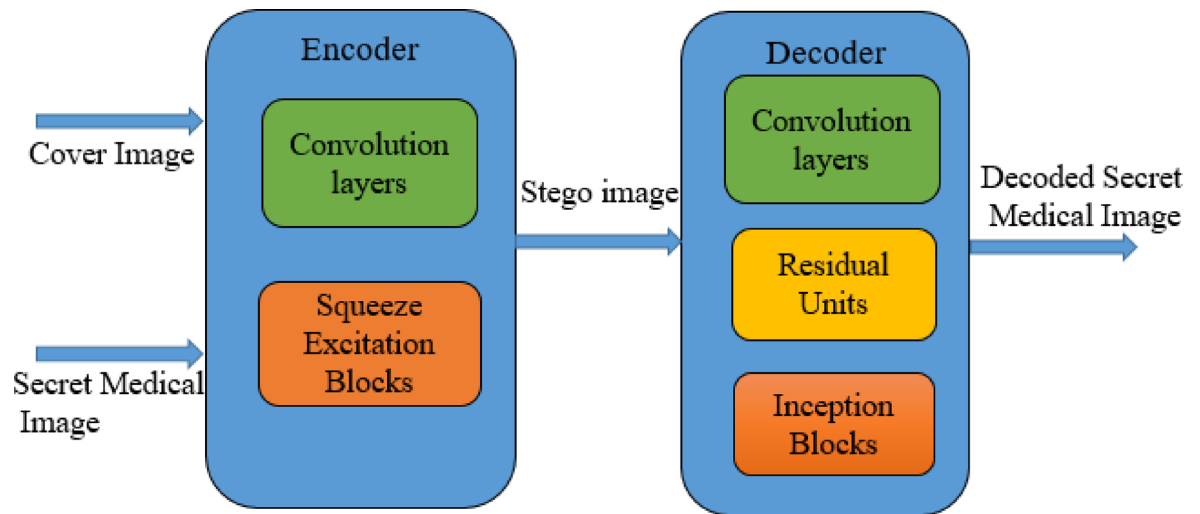 Encoder
Convolution
layers
Squeeze
Excitation
Blocks
Cover Image
Secret Medical
Image
Stego image
Decoder
Convolution
layers
Residual
Units
Inception
Blocks
Decoded Secret
Medical Image